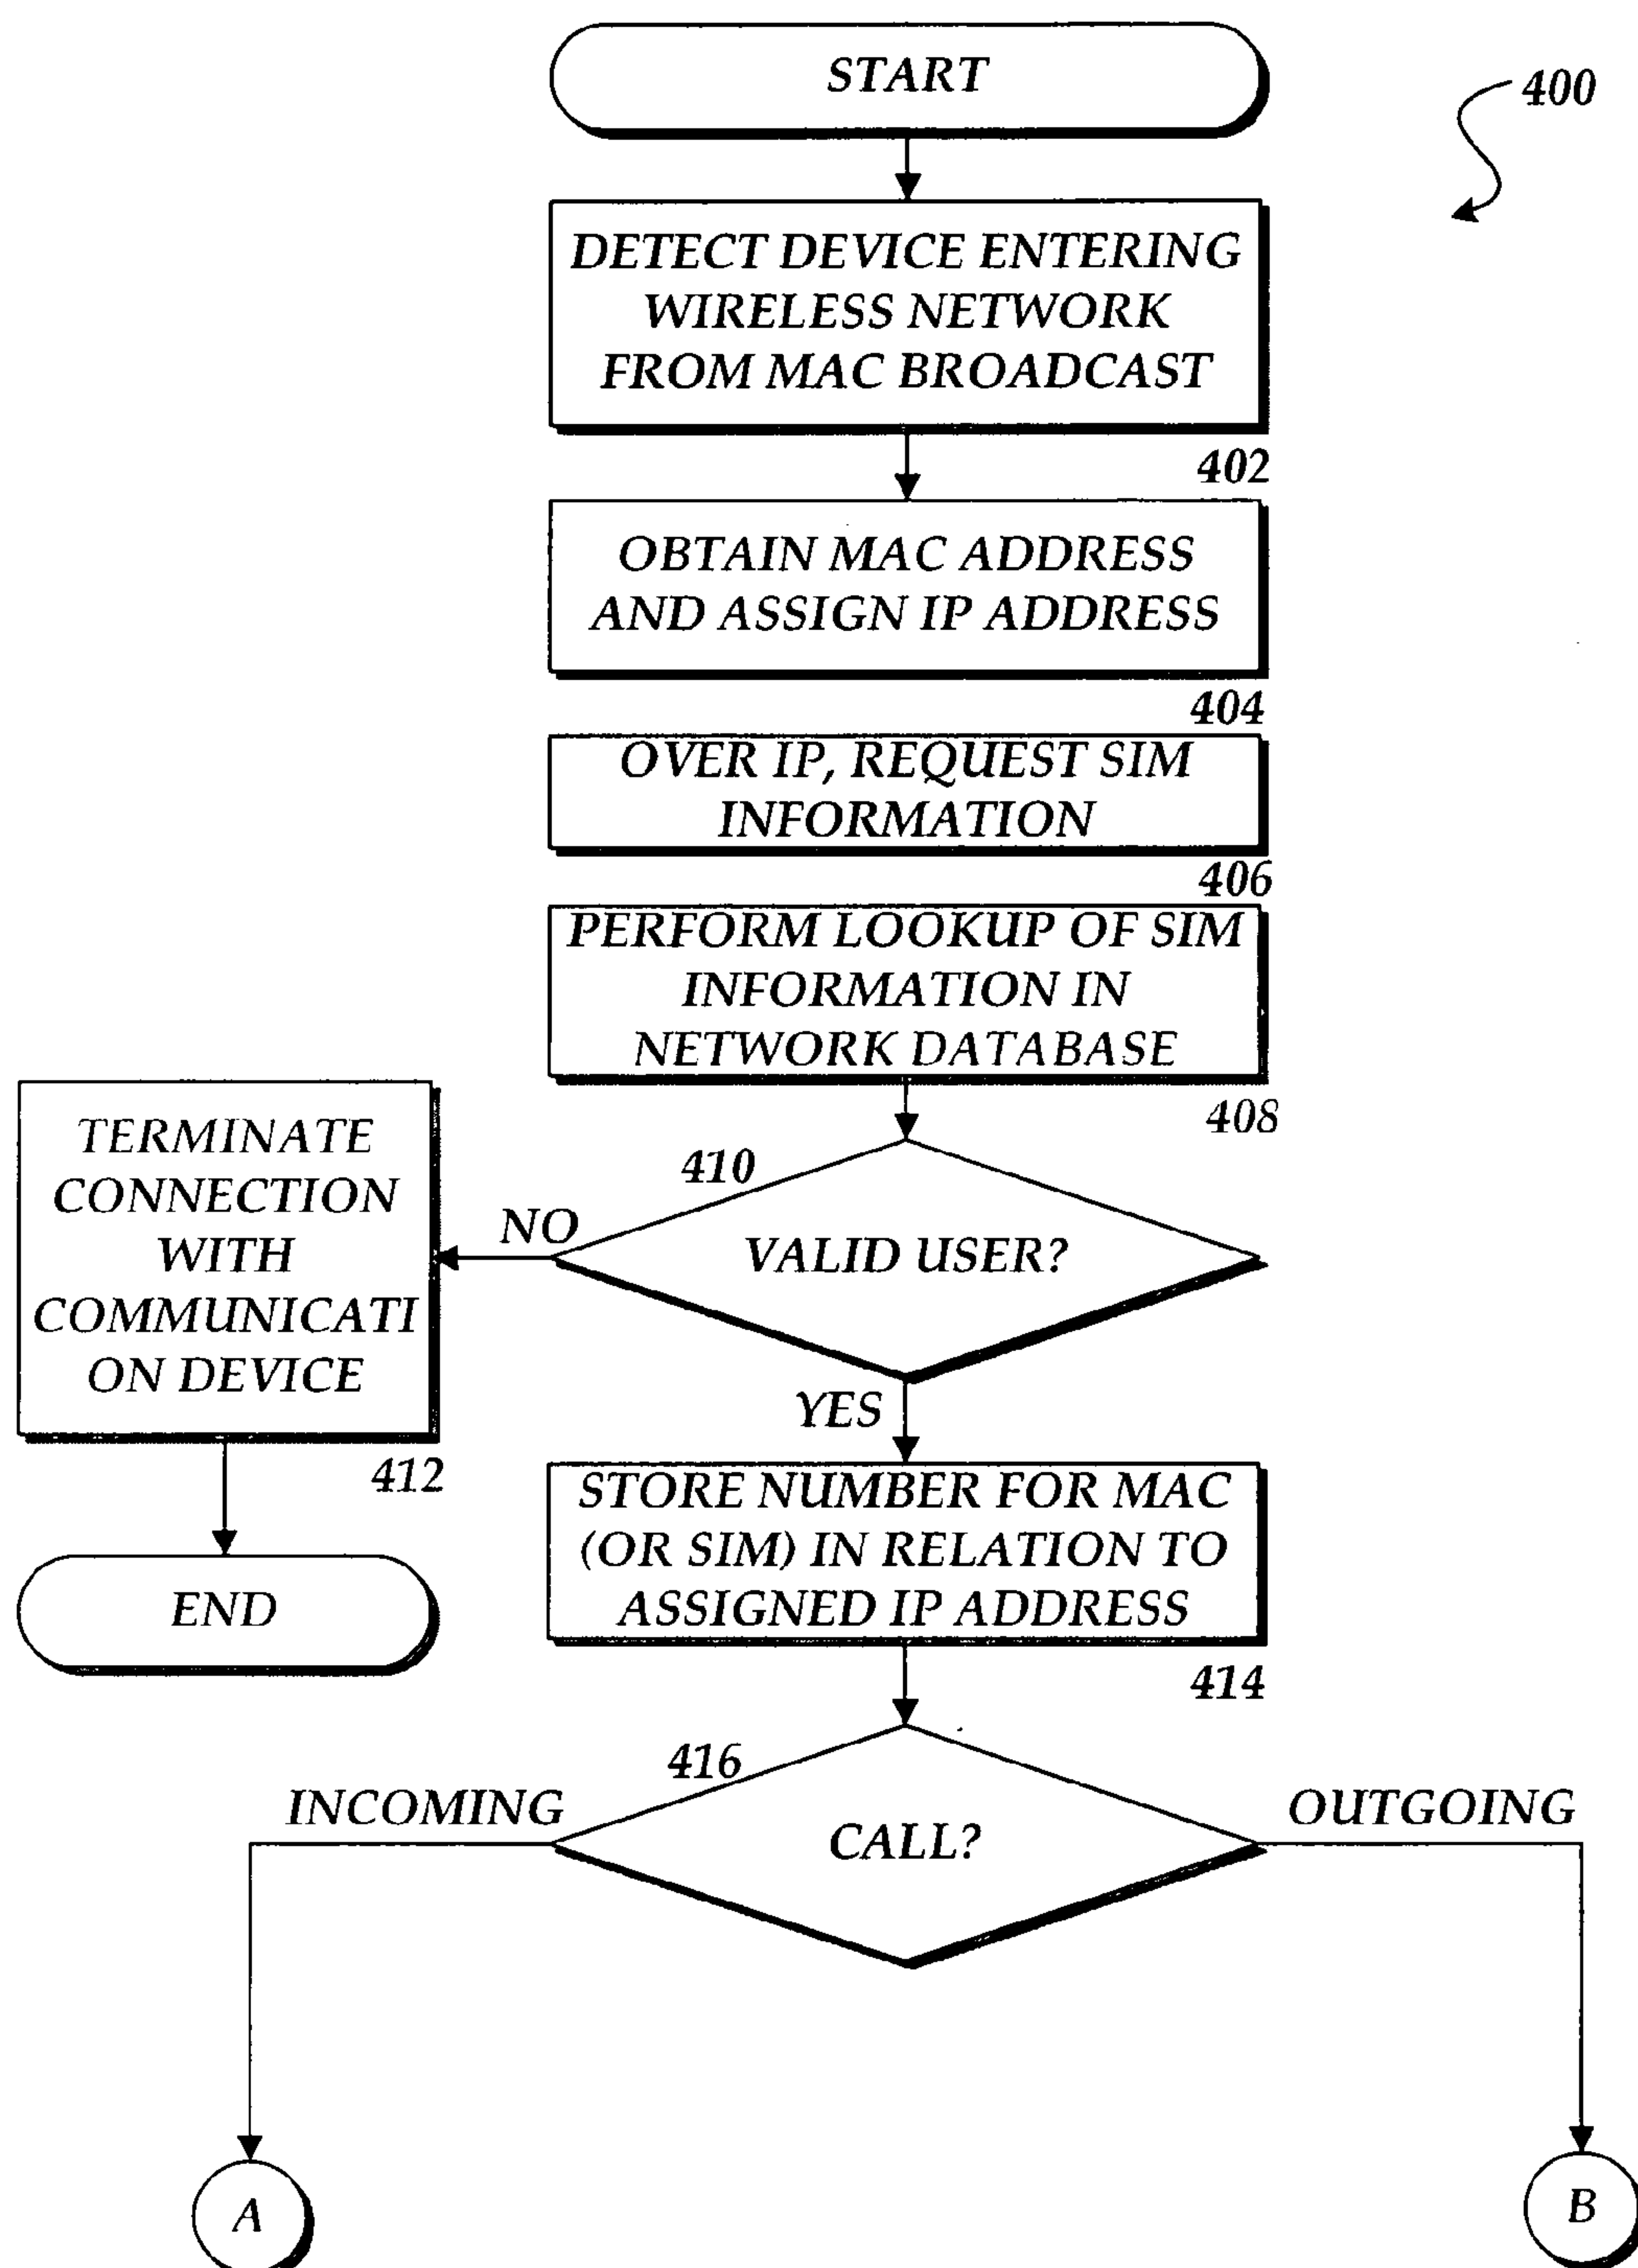 START
400
DETECT DEVICE ENTERING
WIRELESS NETWORK
FROM MAC BROADCAST
402
OBTAIN MAC ADDRESS
AND ASSIGN IP ADDRESS
404
OVER IP, REQUEST SIM
INFORMATION
406
PERFORM LOOKUP OF SIM
INFORMATION IN
NETWORK DATABASE
408
410
VALID USER?
NO
TERMINATE
CONNECTION
WITH
COMMUNICATI
ON DEVICE
412
END
YES
STORE NUMBER FOR MAC
(OR SIM) IN RELATION TO
ASSIGNED IP ADDRESS
414
416
CALL?
INCOMING
OUTGOING
A
B